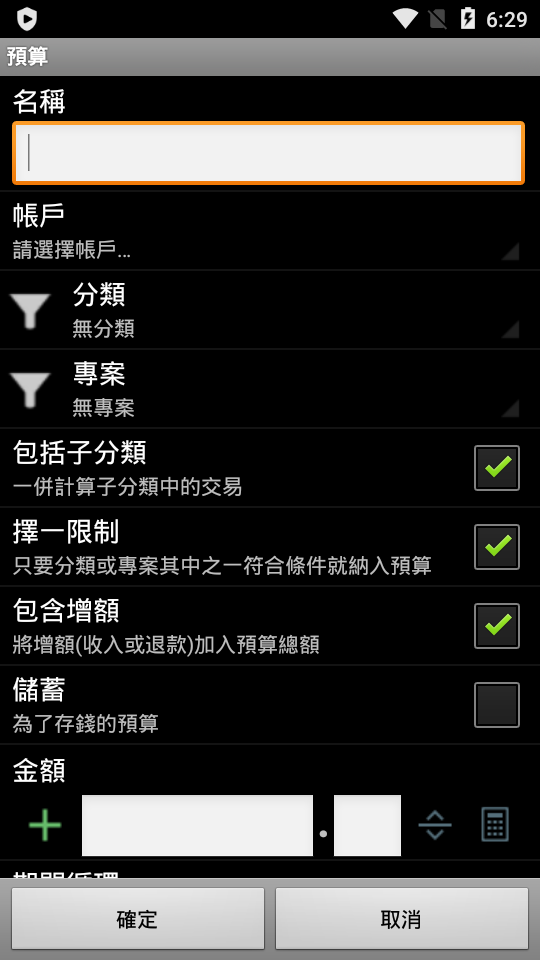 6:29
預算
名稱
帳戶
請選擇帳戶...
分類
無分類
專案
無專案
包括子分類
一併計算子分類中的交易
擇一限制
只要分類或專案其中之一符合條件就納入預算
包含增額
將增額(收入或退款)加入預算總額
儲蓄
為了存錢的預算
金額
.
確定
取消